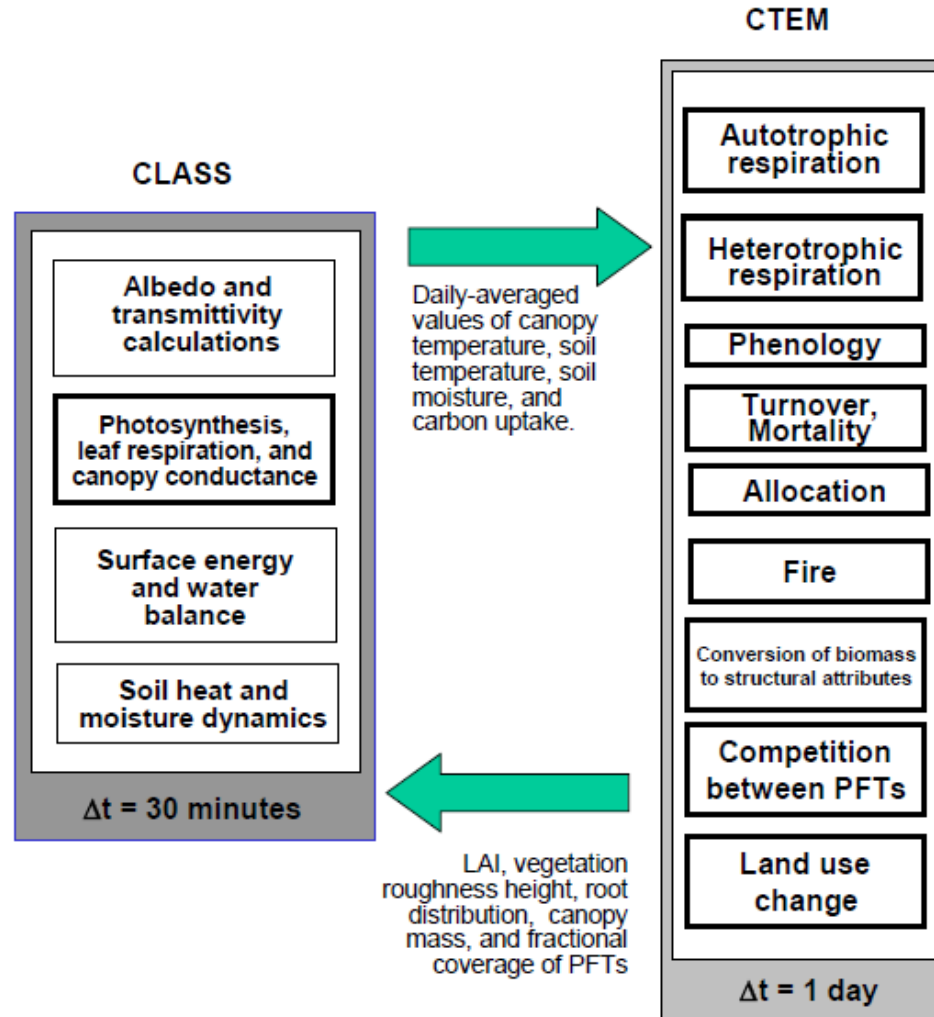 CTEM
CLASS
Albedo and
transmittivity
calculations
Photosynthesis,
leaf respiration, and
canopy conductance
Surface energy
and water
balance
Soil heat and
moisture dynamics
Δt = 30 minutes
Daily-averaged
values of canopy
temperature, soil
temperature, soil
moisture, and
carbon uptake.
LAI, vegetation
roughness height, root
distribution, canopy
mass, and fractional
coverage of PFTs
Autotrophic
respiration
Heterotrophic
respiration
Phenology
Turnover,
Mortality
Allocation
Fire
Conversion of biomass
to structural attributes
Competition
between PFTs
Land use
change
Δt = 1 day